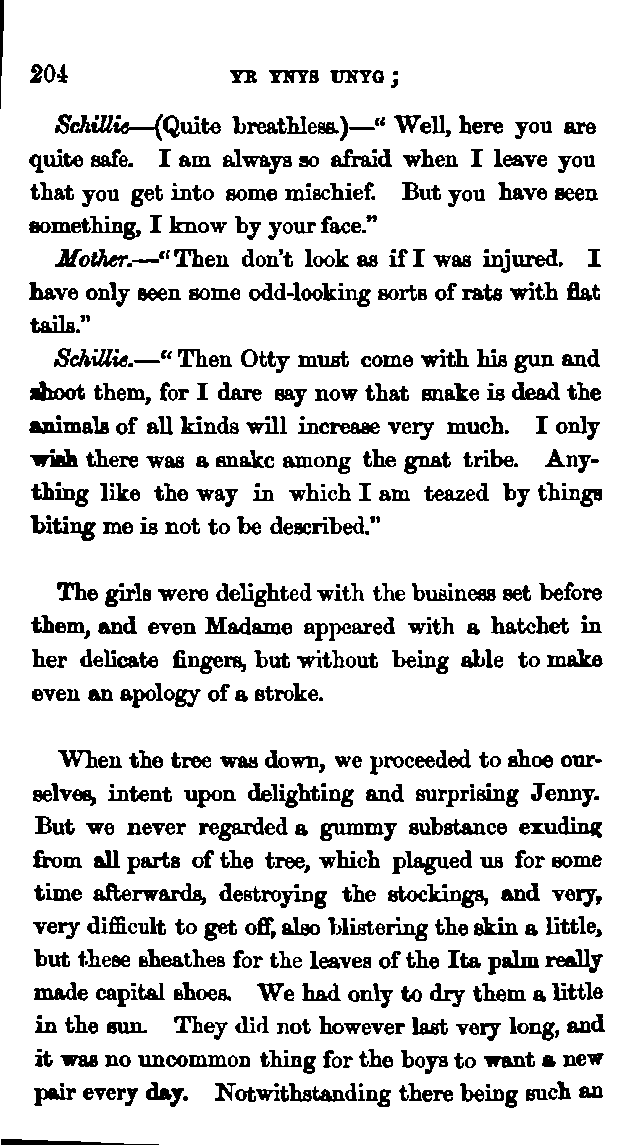 204 YR YNYS UNYG;
Schillie—(Quite breathless.)—“ Well, here you are
quite safe. I am always so afraid when I leave you
that you get into some mischief. But you have seen
something, I know by your face.”
Mother.—“Then don’t look as if I was injured. I
have only seen some odd-looking sorts of rats with flat
tails.”
Schillie.—“ Then Otty must come with his gun and
shoot them, for I dare say now that snake is dead the
animals of all kinds will increase very much. I only
wish there was a snake among the gnat tribe. Any-
thing like the way in which I am teazed by things
biting me is not to be described.”
The girls were delighted with the business set before
them, and even Madame appeared with a hatchet in
her delicate fingers, but without being able to make
even an apology of a stroke.
When the tree was down, we proceeded to shoe our-
selves, intent upon delighting and surprising Jenny.
But we never regarded a gummy substance exuding
from all parts of the tree, which plagued us for some
time afterwards, destroying the stockings, and very,
very difficult to get off, also blistering the skin a little,
but these sheathes for the leaves of the Ita palm really
made capital shoes. We had only to dry them a little
in the sun. They did not however last very long, and
it was no uncommon thing for the boys to want a new
pair every day. Notwithstanding there being such an